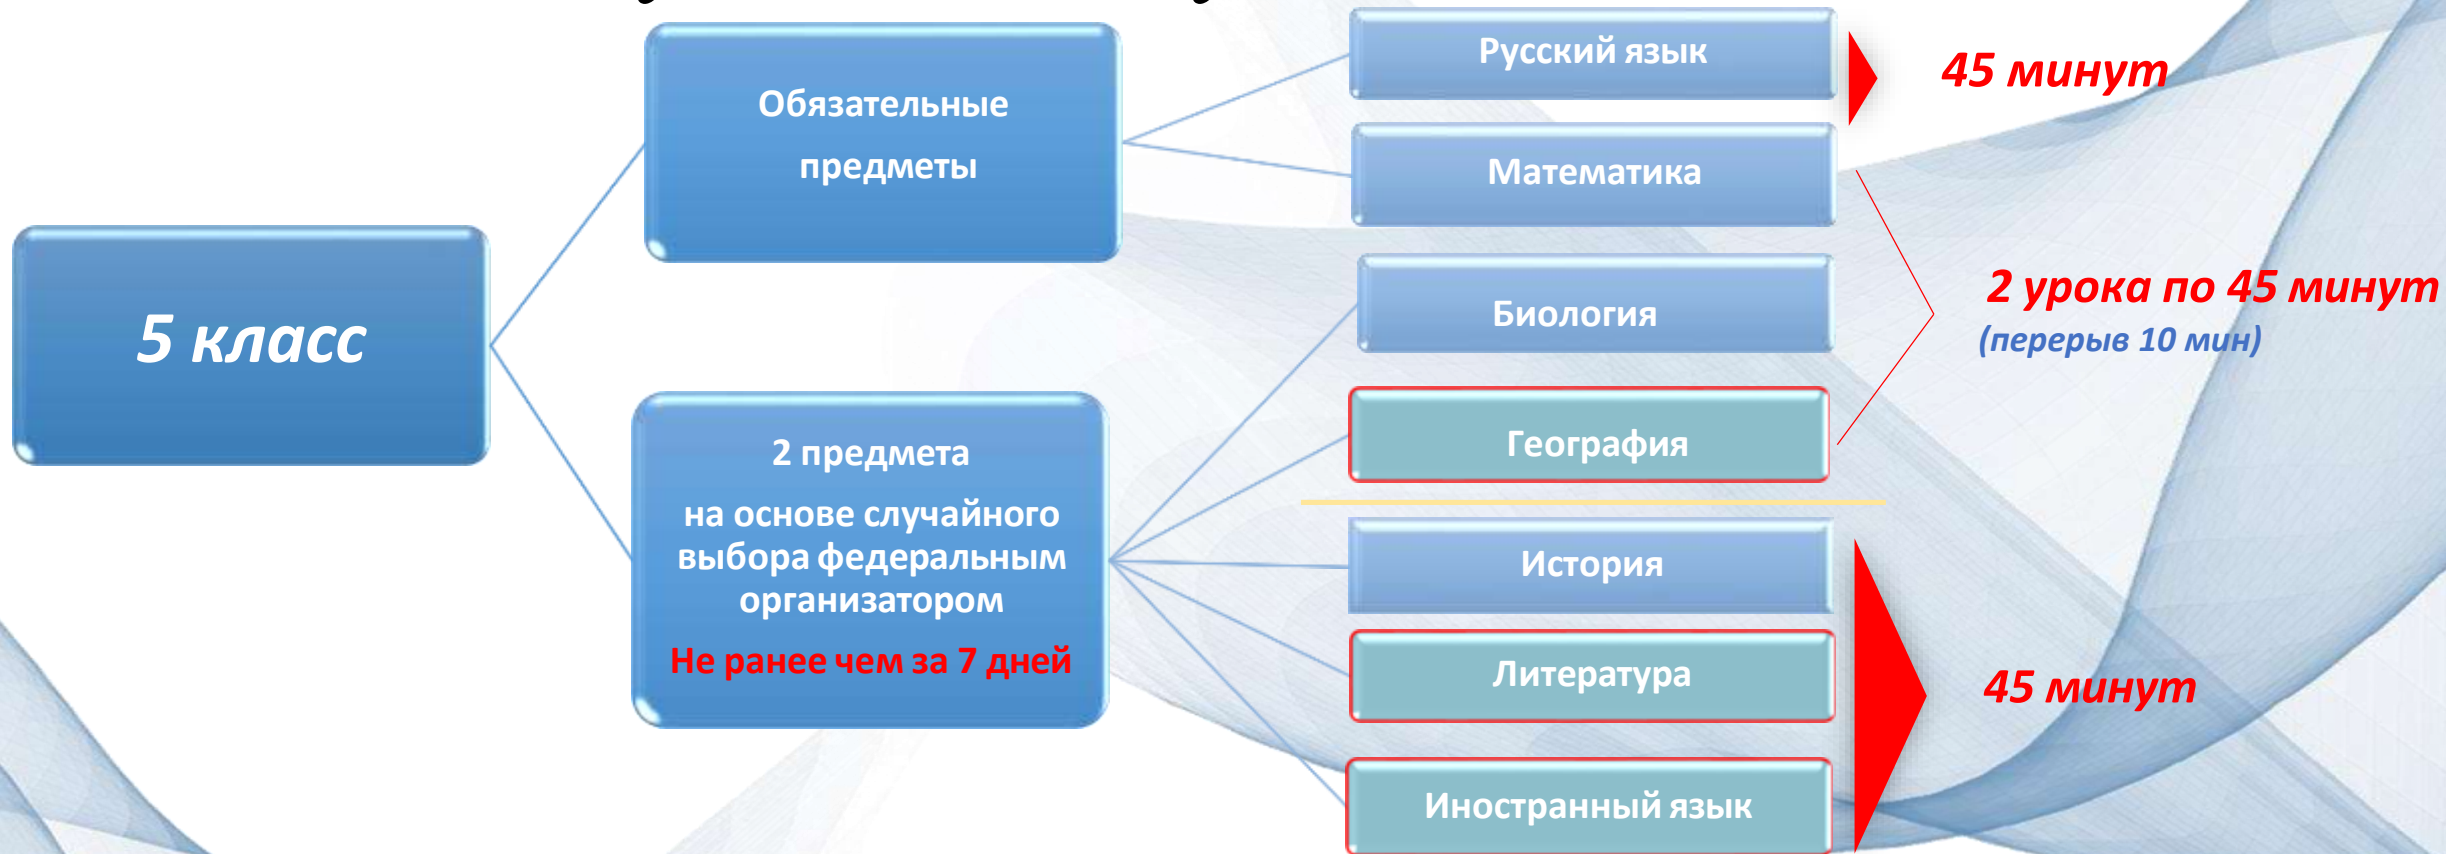 5 класс
Обязательные
предметы
2 предмета
на основе случайного
выбора федеральным
организатором
Не ранее чем за 7 дней
Русский язык
Математика
Биология
География
История
Литература
Иностранный язык
45 минут
2 урока по 45 минут
(перерыв 10 мин)
45 минут